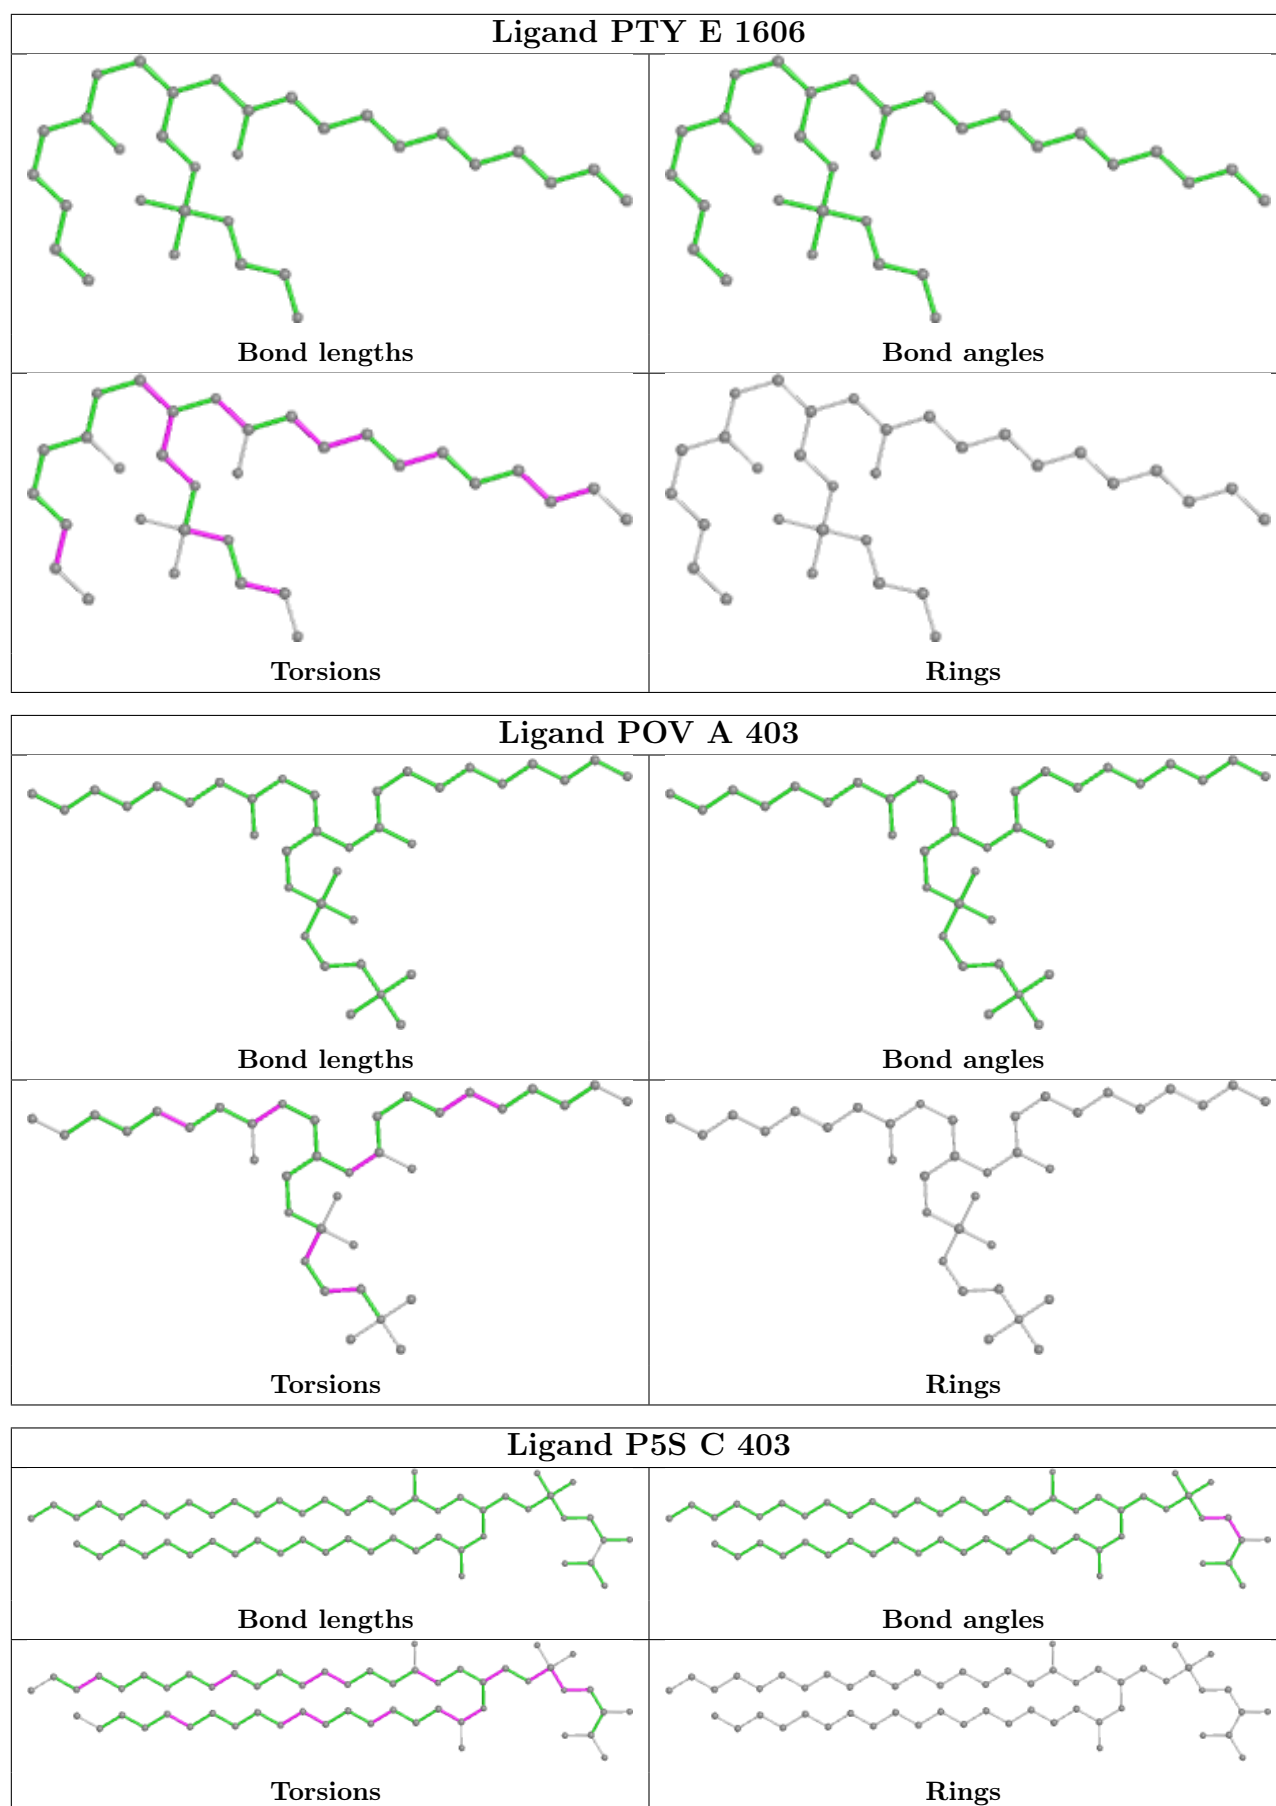 Ligand PTY E 1606
Bond lengths
Bond angles
Torsions
Rings
Ligand POV A 403
Bond lengths
Bond angles
Torsions
Rings
Ligand P5S C 403
Bond lengths
Bond angles
Torsions
Rings